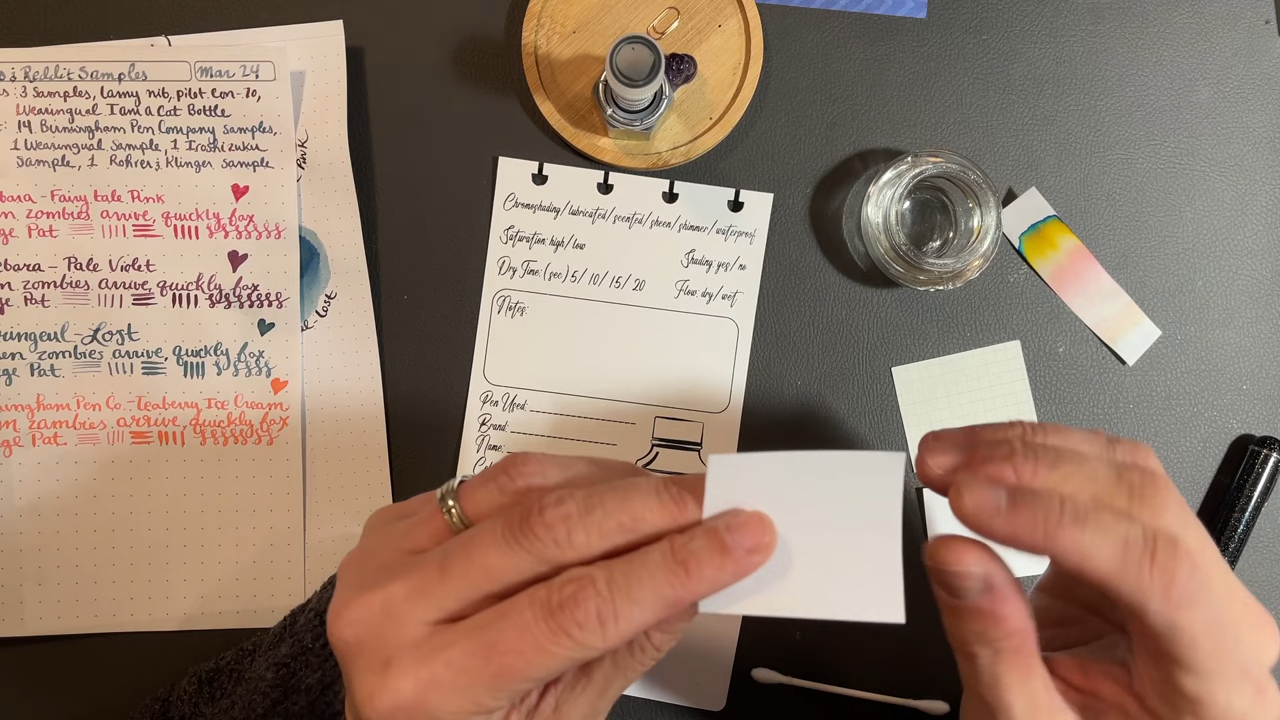 & Reddit Samples Mar 24
: 3 Samples, Lamy nib, pilot Con-70,
Wearingual I am a Cat Bottle
: 14 Birmingham Pen Company samples,
1 Wearingual Sample, 1 Iroshizuku
Sample, 1 Rohrer & Klinger sample
bara - Fairy tale Pink
n zombies arrive, quickly fax
ge Pat.
ebara - Pale Violet
n zombies arrive, quickly fax
ge Pat.
ringeul - Lost
en zombies arrive, quickly fax
ge Pat.
ingham Pen Co. - Teaberry Ice Cream
n zombies arrive, quickly fax
ge Pat.
Pink
- Lost
Chromoshading/lubricated/scented/sheen/shimmer/waterproof
Saturation: high/low
Shading: yes/no
Dry Time: (sec) 5/ 10/ 15/ 20
Flow: dry/wet
Notes:
Pen Used:
Brand:
Name: